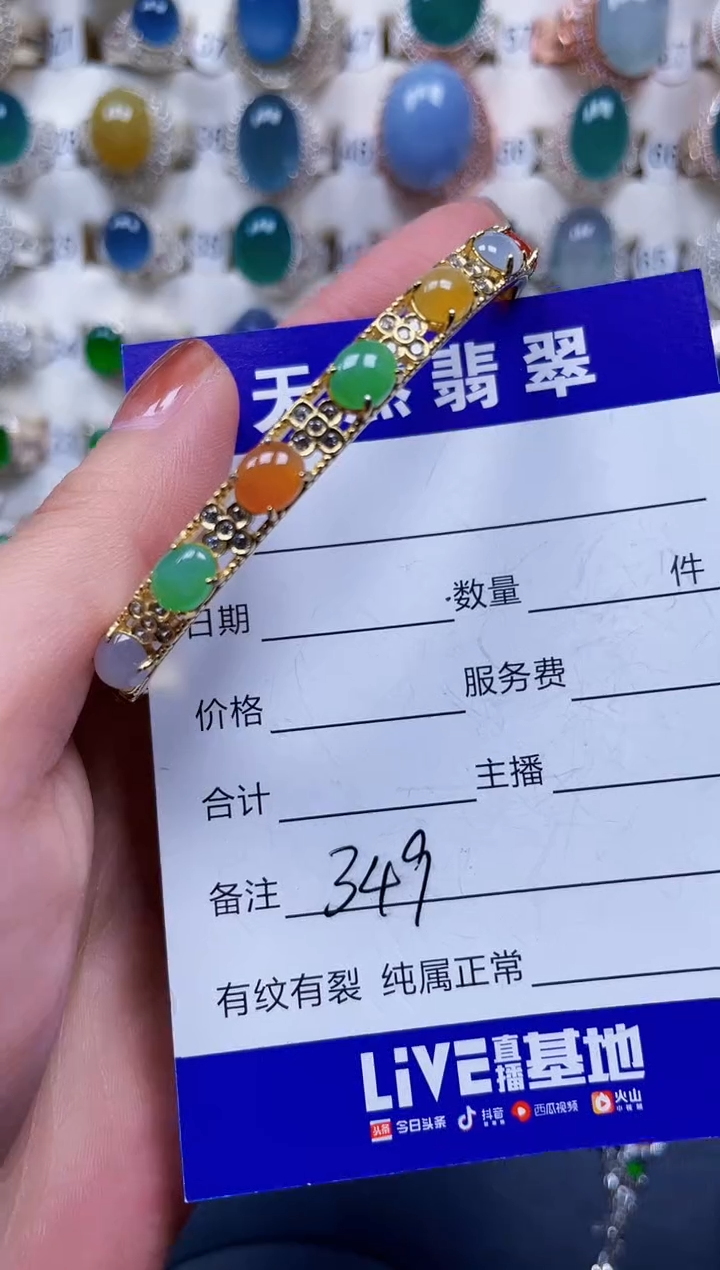 天然翡翠
日期 数量 件
价格 服务费
合计 主播
备注 349
有纹有裂 纯属正常
LiVE直播基地
头条 今日头条 抖音 西瓜视频 火山